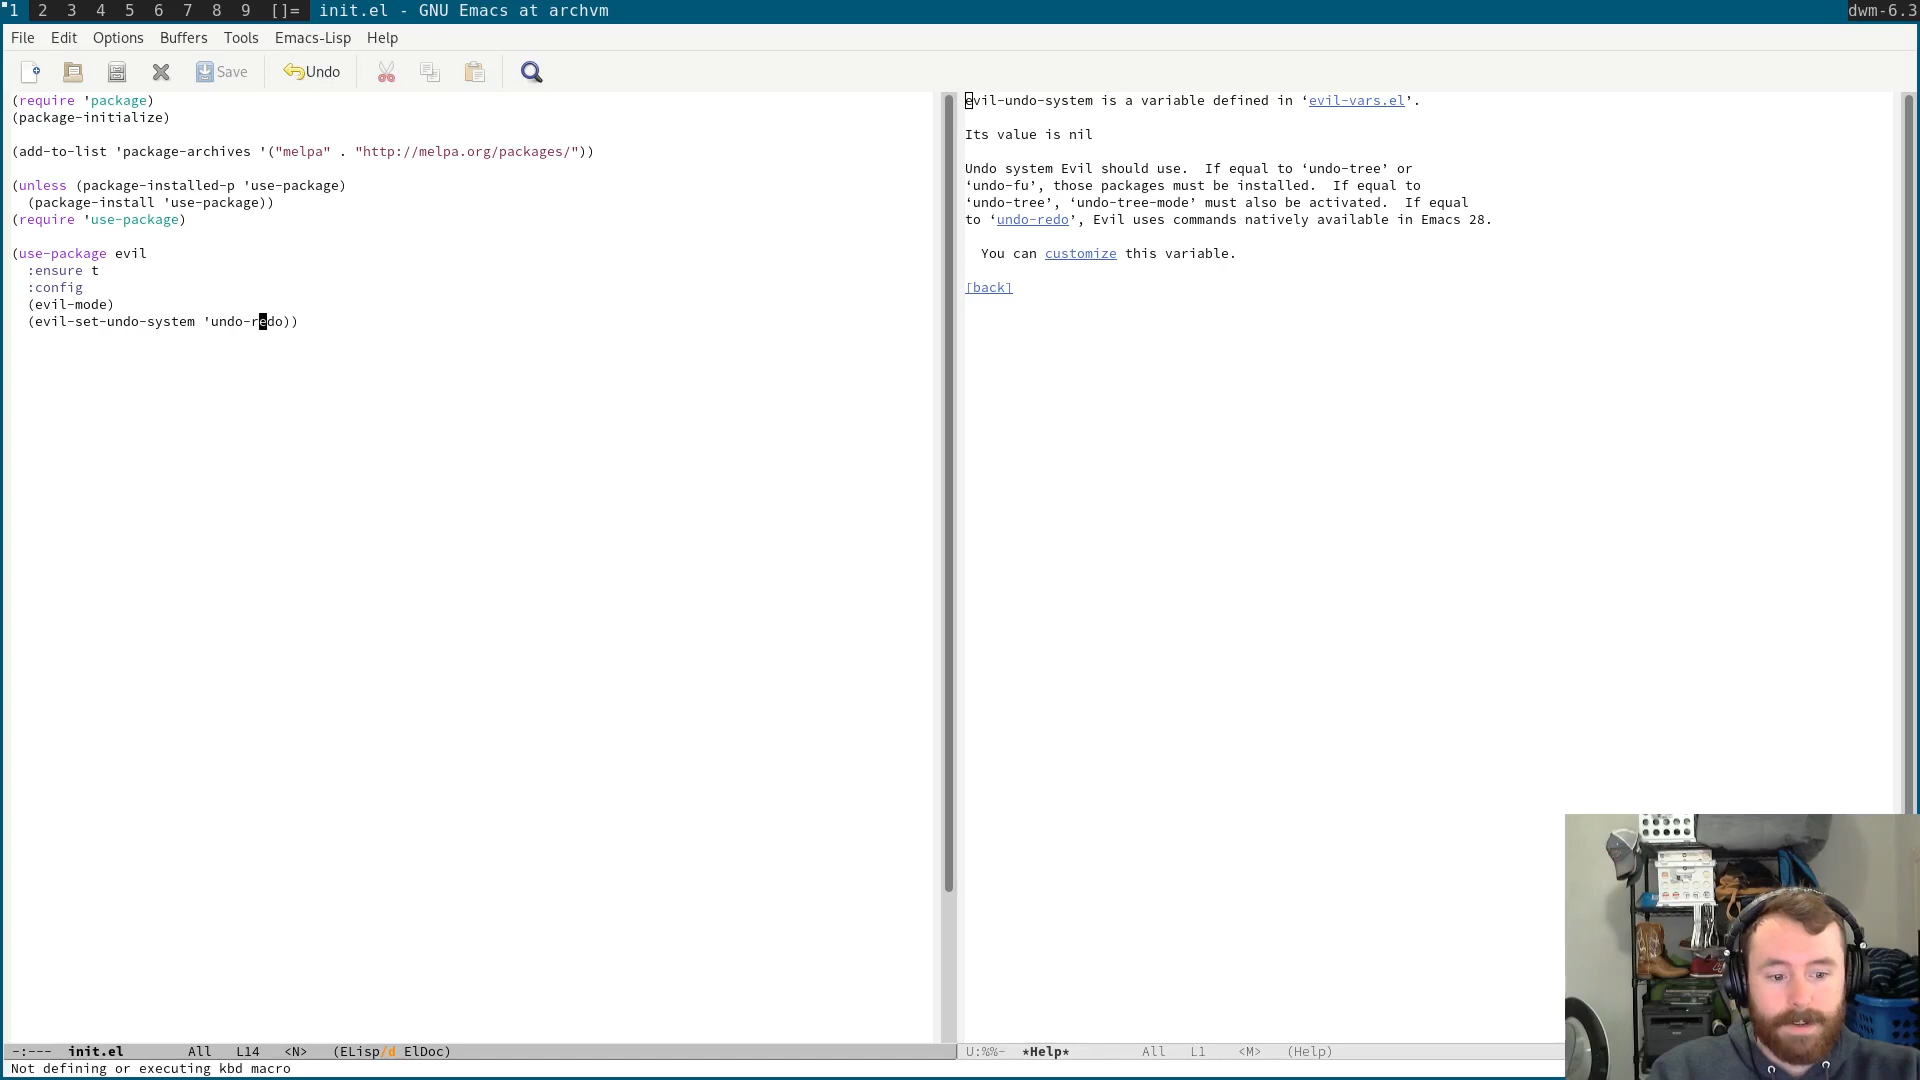 1 2 3 4 5 6 7 8 9 []= init.el - GNU Emacs at archvm dwm-6.3
File Edit Options Buffers Tools Emacs-Lisp Help
Save Undo
(require 'package)
(package-initialize)
(add-to-list 'package-archives '("melpa" . "http://melpa.org/packages/"))
(unless (package-installed-p 'use-package)
(package-install 'use-package))
(require 'use-package)
(use-package evil
:ensure t
:config
(evil-mode)
(evil-set-undo-system 'undo-redo))
evil-undo-system is a variable defined in ‘evil-vars.el’.
Its value is nil
Undo system Evil should use.  If equal to ‘undo-tree’ or
‘undo-fu’, those packages must be installed.  If equal to
‘undo-tree’, ‘undo-tree-mode’ must also be activated.  If equal
to ‘undo-redo’, Evil uses commands natively available in Emacs 28.
You can customize this variable.
[back]
-:--- init.el All L14 <N> (ELisp/d ElDoc)
U:%%- *Help* All L1 <M> (Help)
Not defining or executing kbd macro